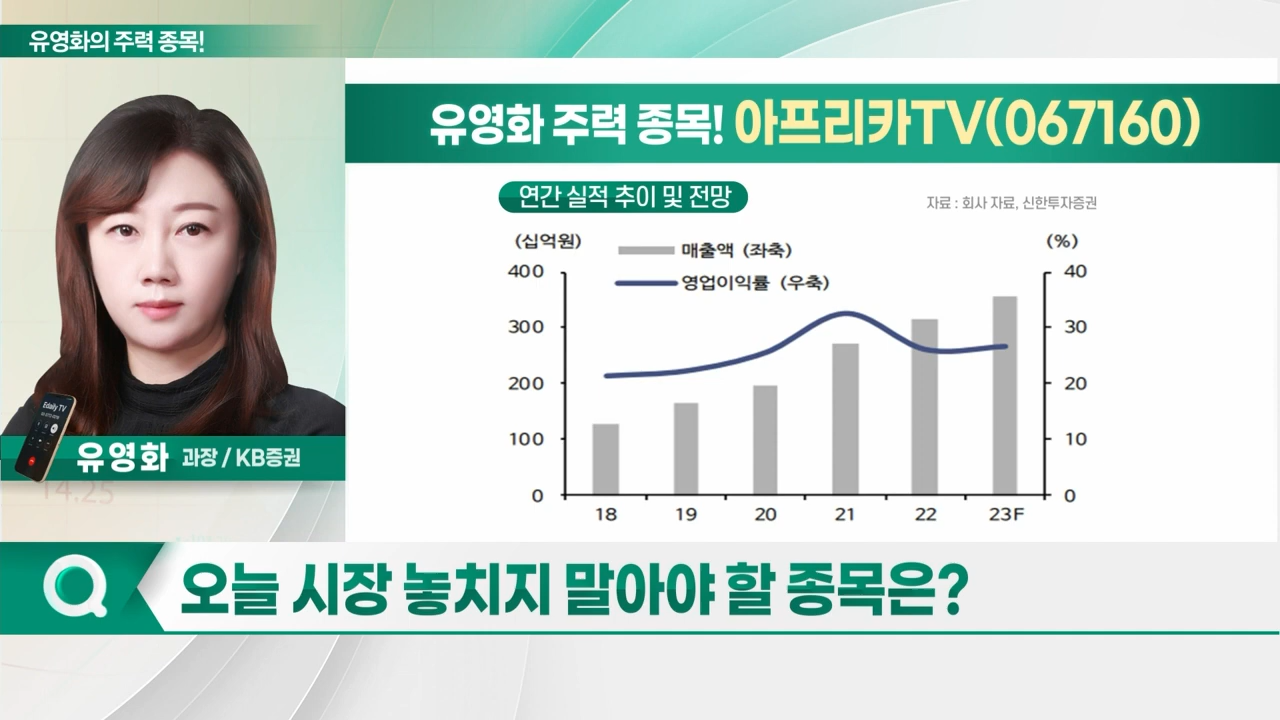 유영화의 주력 종목!
유영화 주력 종목! 아프리카TV(067160)
연간 실적 추이 및 전망
자료 : 회사 자료, 신한투자증권
(십억원)
(%)
매출액 (좌축)
영업이익률 (우축)
400
300
200
100
0
40
30
20
10
0
18 19 20 21 22 23F
Edaily TV
유영화 과장 / KB증권
14.25
오늘 시장 놓치지 말아야 할 종목은?